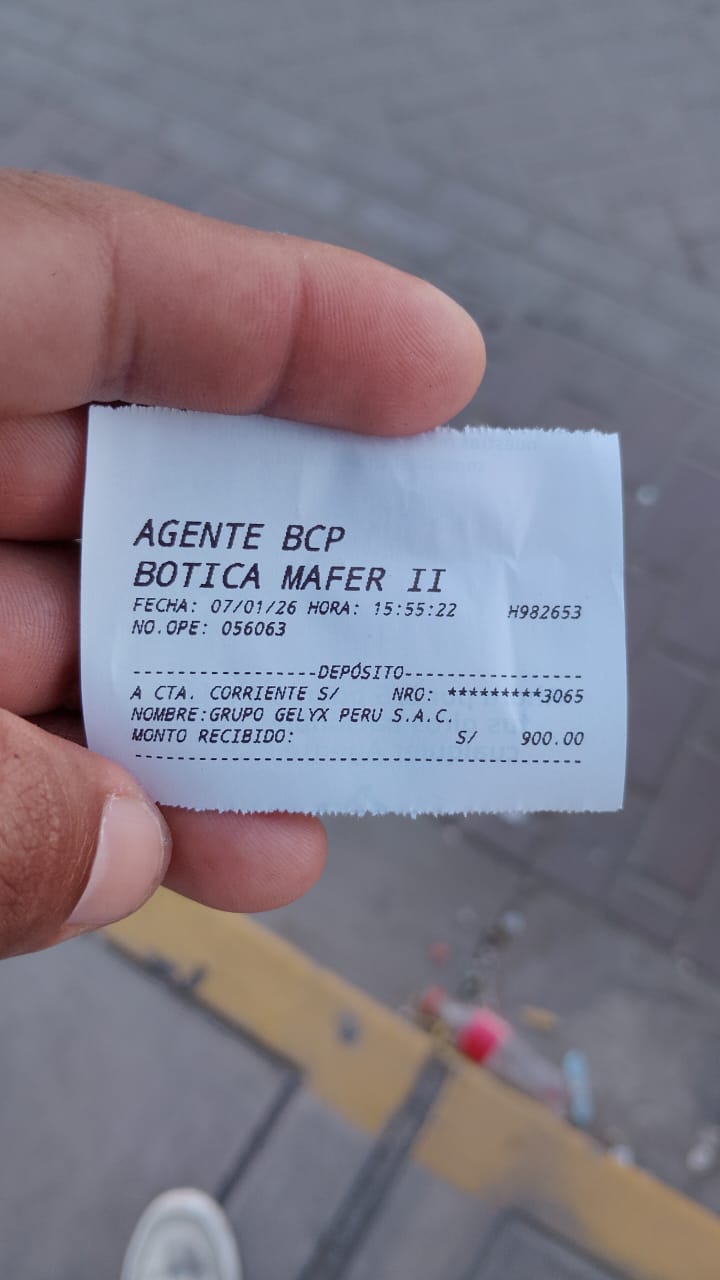 AGENTE BCP
BOTICA MAFER II
FECHA: 07/01/26 HORA: 15:55:22 H982653
NO.OPE: 056063
-----------------DEPÓSITO-----------------
A CTA. CORRIENTE S/ NRO: *********3065
NOMBRE:GRUPO GELYX PERU S.A.C.
MONTO RECIBIDO: S/ 900.00
------------------------------------------